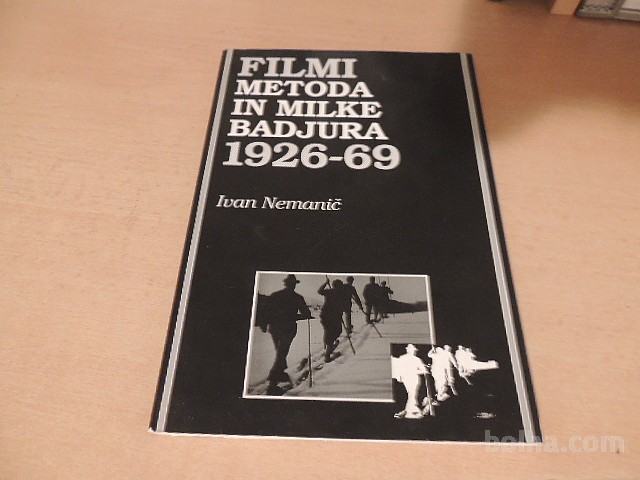 FILMI
METODA
IN MILKE
BADJURA
1926-69
Ivan Nemanič
bolha.com